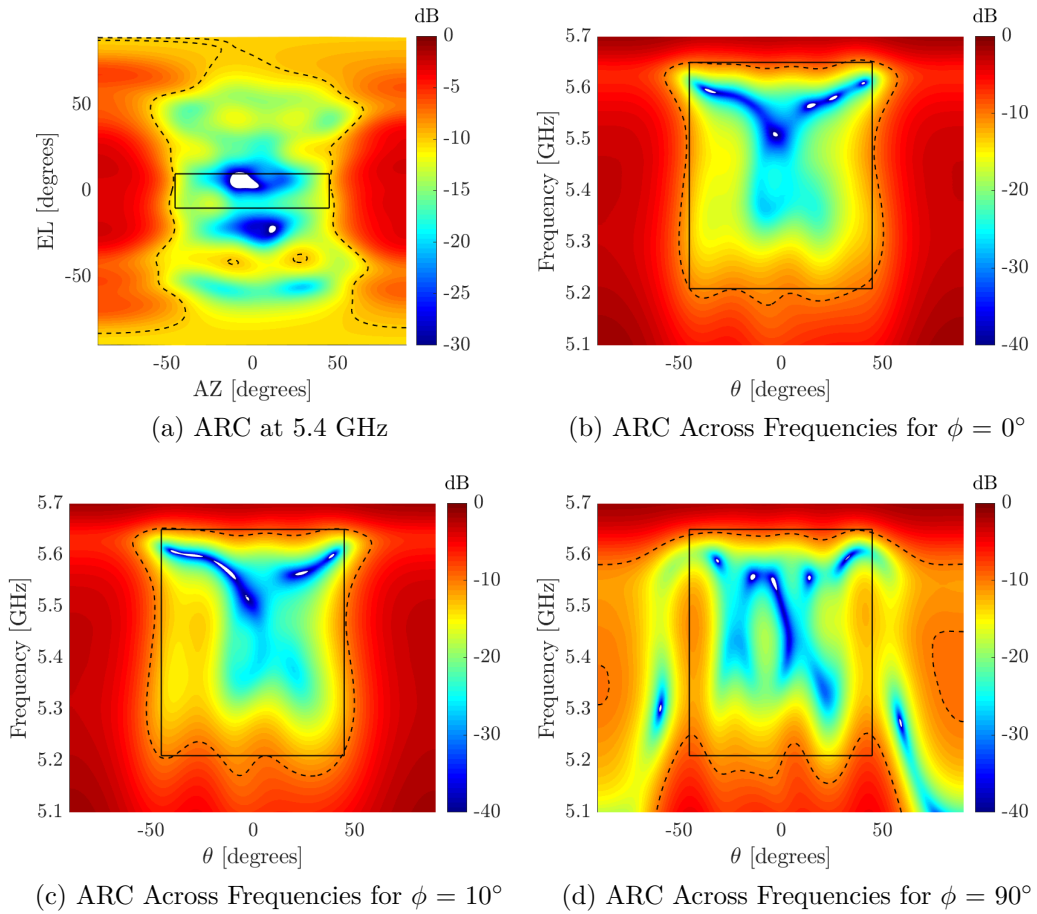 dB
0
-5
-10
-15
-20
-25
-30
50
0
-50
EL [degrees]
-50 0 50
AZ [degrees]
(a) ARC at 5.4 GHz
dB
0
-10
-20
-30
-40
5.7
5.6
5.5
5.4
5.3
5.2
5.1
Frequency [GHz]
-50 0 50
θ [degrees]
(b) ARC Across Frequencies for ϕ = 0°
dB
0
-10
-20
-30
-40
5.7
5.6
5.5
5.4
5.3
5.2
5.1
Frequency [GHz]
-50 0 50
θ [degrees]
(c) ARC Across Frequencies for ϕ = 10°
dB
0
-10
-20
-30
-40
5.7
5.6
5.5
5.4
5.3
5.2
5.1
Frequency [GHz]
-50 0 50
θ [degrees]
(d) ARC Across Frequencies for ϕ = 90°